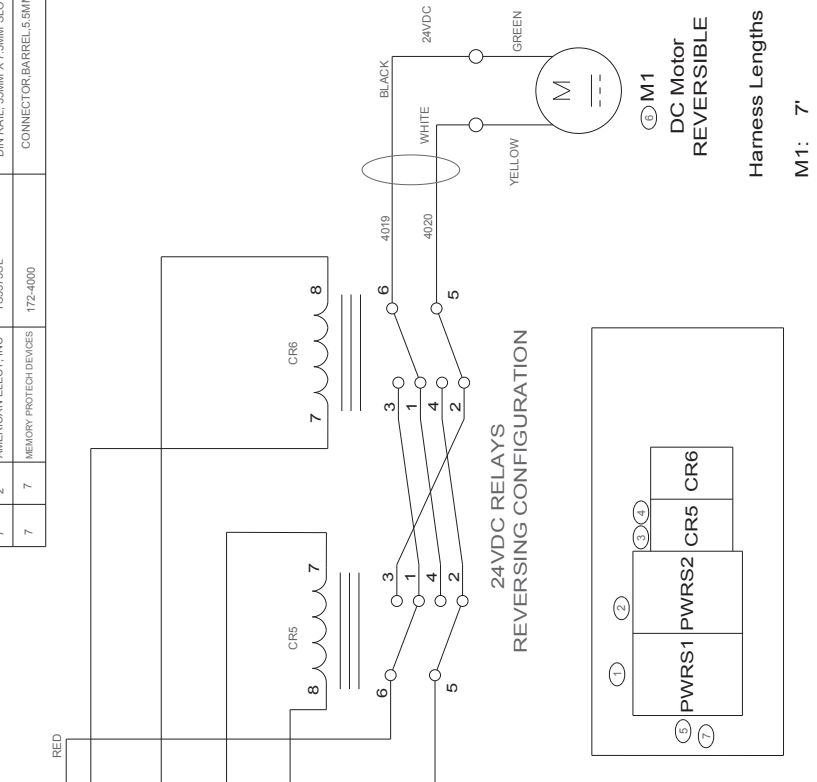 7 7 MEMORY PROTECH DEVICES 172-4000 CONNECTOR,BARREL,5.5MM
RED
8 7
CR5
7 8
CR6
6
5
3
1
4
2
3
1
4
2
6
5
4019
4020
BLACK
WHITE
24VDC
GREEN
YELLOW
M
6 M1
DC Motor
REVERSIBLE
24VDC RELAYS
REVERSING CONFIGURATION
1 2 3 4
5 7
PWRS1 PWRS2 CR5 CR6
Harness Lengths
M1: 7'